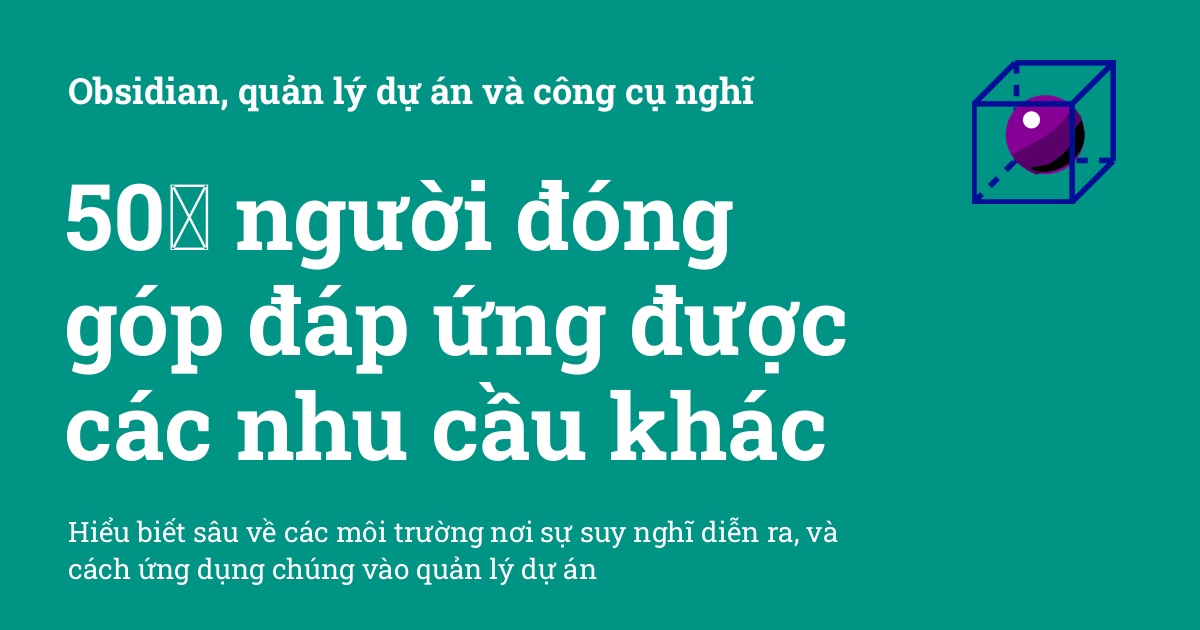 Obsidian, quản lý dự án và công cụ nghĩ
50 người đóng
góp đáp ứng được
các nhu cầu khác
Hiểu biết sâu về các môi trường nơi sự suy nghĩ diễn ra, và
cách ứng dụng chúng vào quản lý dự án